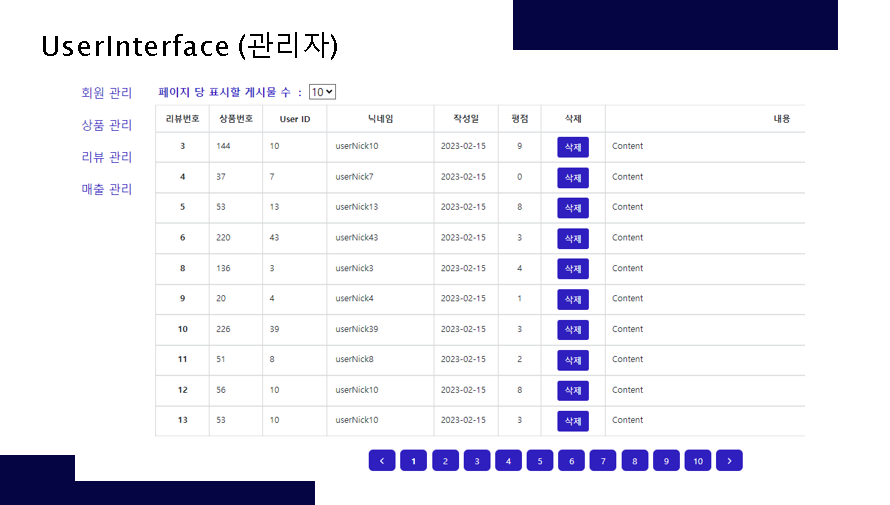 UserInterface (관리자)
회원 관리
상품 관리
리뷰 관리
매출 관리
페이지 당 표시할 게시물 수 : 10
리뷰번호 상품번호 User ID 닉네임 작성일 평점 삭제 내용
3 144 10 userNick10 2023-02-15 9 삭제 Content
4 37 7 userNick7 2023-02-15 0 삭제 Content
5 53 13 userNick13 2023-02-15 8 삭제 Content
6 220 43 userNick43 2023-02-15 3 삭제 Content
8 136 3 userNick3 2023-02-15 4 삭제 Content
9 20 4 userNick4 2023-02-15 1 삭제 Content
10 226 39 userNick39 2023-02-15 3 삭제 Content
11 51 8 userNick8 2023-02-15 2 삭제 Content
12 56 10 userNick10 2023-02-15 8 삭제 Content
13 53 10 userNick10 2023-02-15 3 삭제 Content
< 1 2 3 4 5 6 7 8 9 10 >